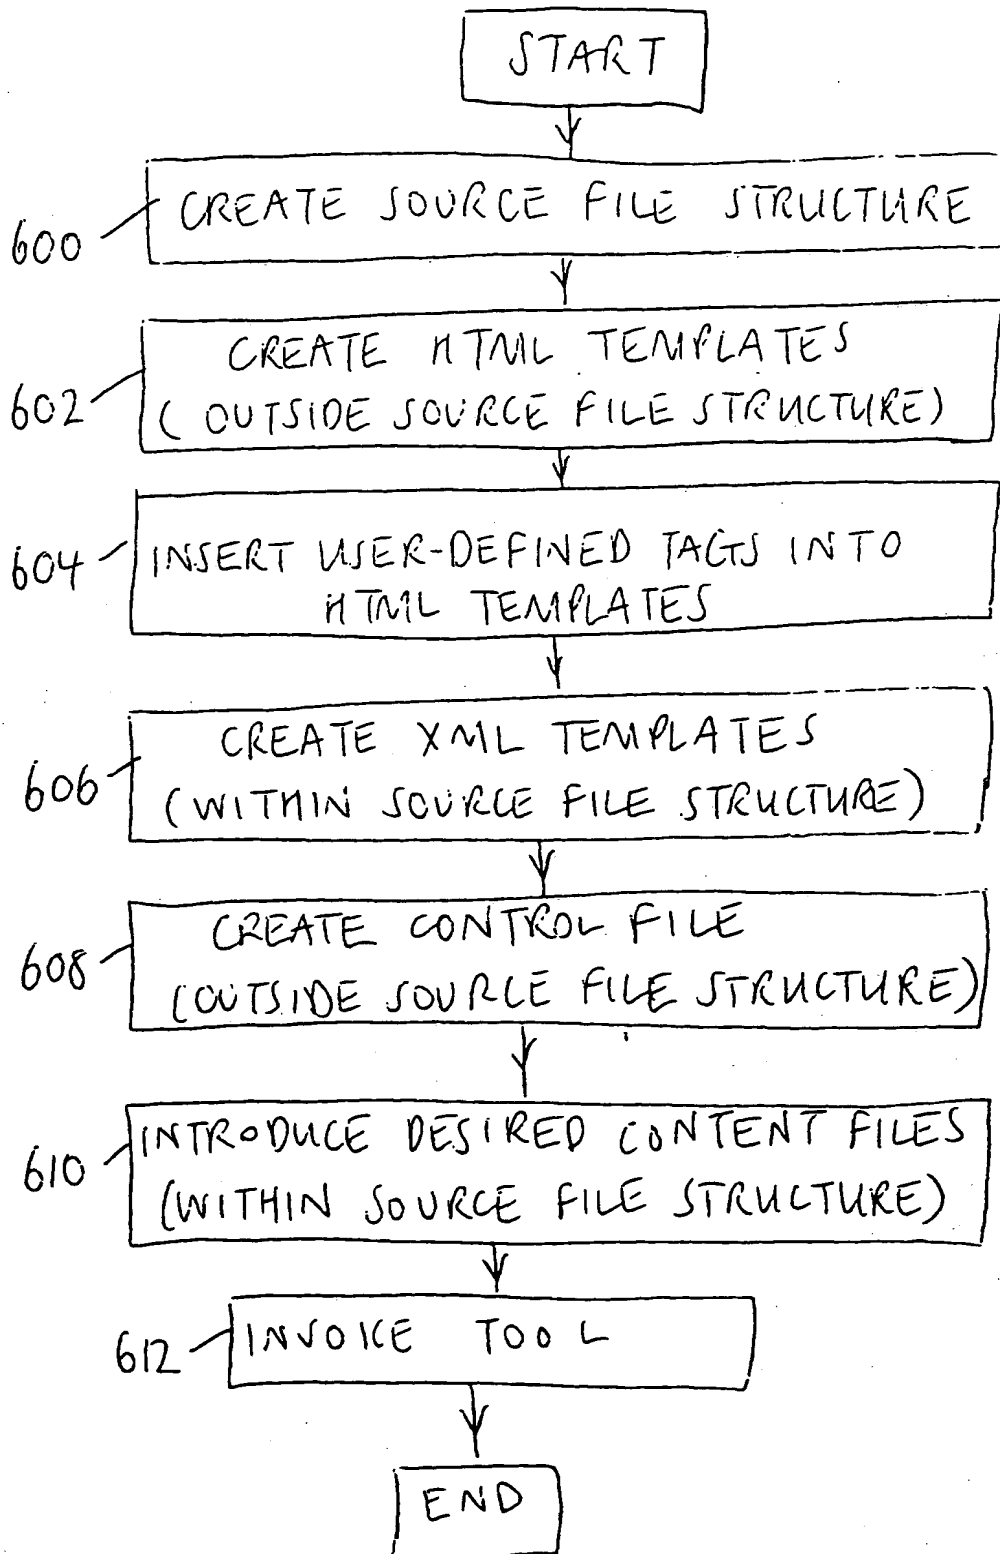 START
600
CREATE SOURCE FILE STRUCTURE
602
CREATE HTML TEMPLATES
(OUTSIDE SOURCE FILE STRUCTURE)
604
INSERT USER-DEFINED TAGS INTO
HTML TEMPLATES
606
CREATE XML TEMPLATES
(WITHIN SOURCE FILE STRUCTURE)
608
CREATE CONTROL FILE
(OUTSIDE SOURCE FILE STRUCTURE)
610
INTRODUCE DESIRED CONTENT FILES
(WITHIN SOURCE FILE STRUCTURE)
612
INVOKE TOOL
END